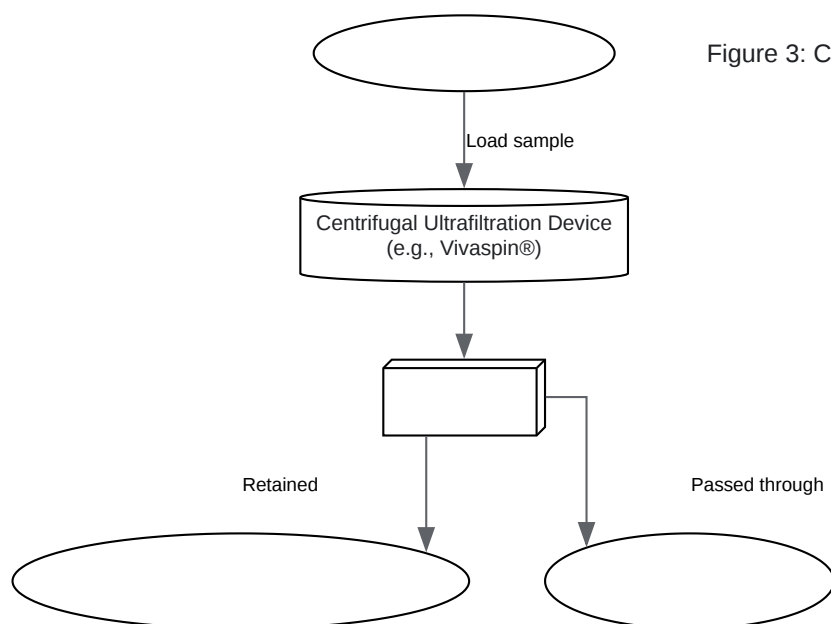 Figure 3: C
Load sample
Centrifugal Ultrafiltration Device
(e.g., Vivaspin®)
Retained
Passed through